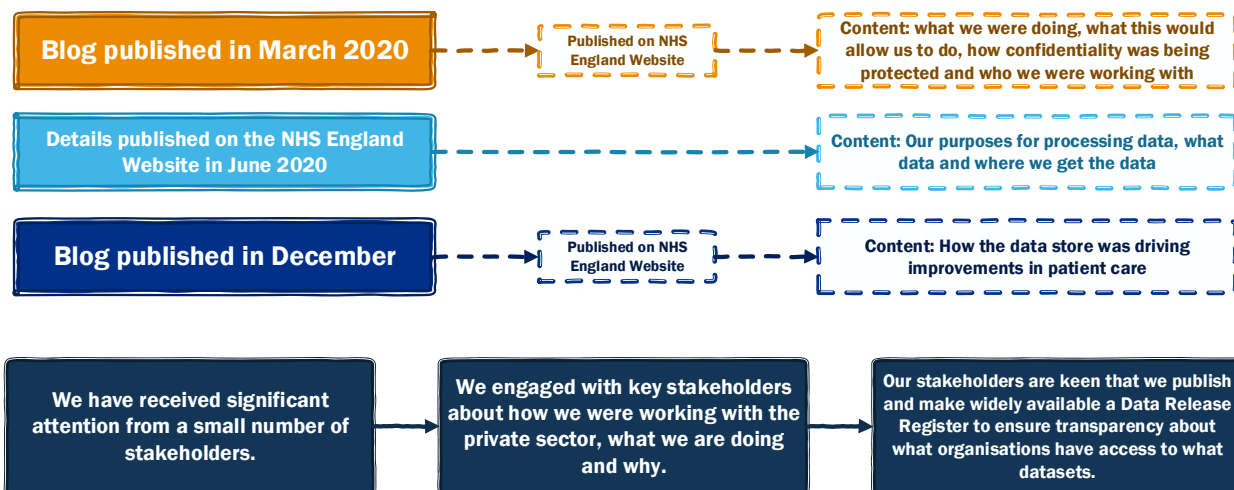 Blog published in March 2020
Published on NHS
England Website
Content: what we were doing, what this would
allow us to do, how confidentiality was being
protected and who we were working with
Details published on the NHS England
Website in June 2020
Content: Our purposes for processing data, what
data and where we get the data
Blog published in December
Published on NHS
England Website
Content: How the data store was driving
improvements in patient care
We have received significant
attention from a small number of
stakeholders.
We engaged with key stakeholders
about how we were working with the
private sector, what we are doing
and why.
Our stakeholders are keen that we publish
and make widely available a Data Release
Register to ensure transparency about
what organisations have access to what
datasets.